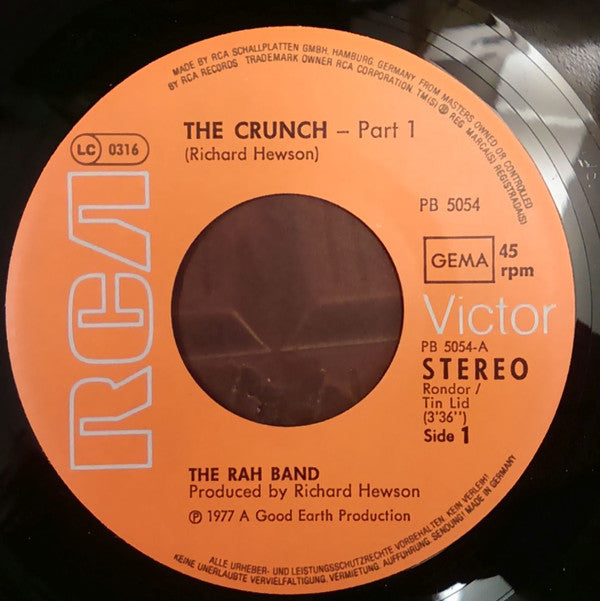 MADE BY RCA SCHALLPLATTEN GMBH. HAMBURG, GERMANY, FROM MASTERS OWNED OR CONTROLLED
BY RCA RECORDS TRADEMARK OWNER RCA CORPORATION. TM(S) ® REG. MARCA(S) REGISTRADA(S)
THE CRUNCH – Part 1
(Richard Hewson)
LC 0316
RCA
PB 5054
GEMA
45
rpm
Victor
PB 5054-A
STEREO
Rondor /
Tin Lid
(3'36'')
Side 1
THE RAH BAND
Produced by Richard Hewson
℗ 1977 A Good Earth Production
ALLE URHEBER- UND LEISTUNGSSCHUTZRECHTE VORBEHALTEN. KEIN VERLEIH!
KEINE UNERLAUBTE VERVIELFÄLTIGUNG, VERMIETUNG, AUFFÜHRUNG, SENDUNG! MADE IN GERMANY